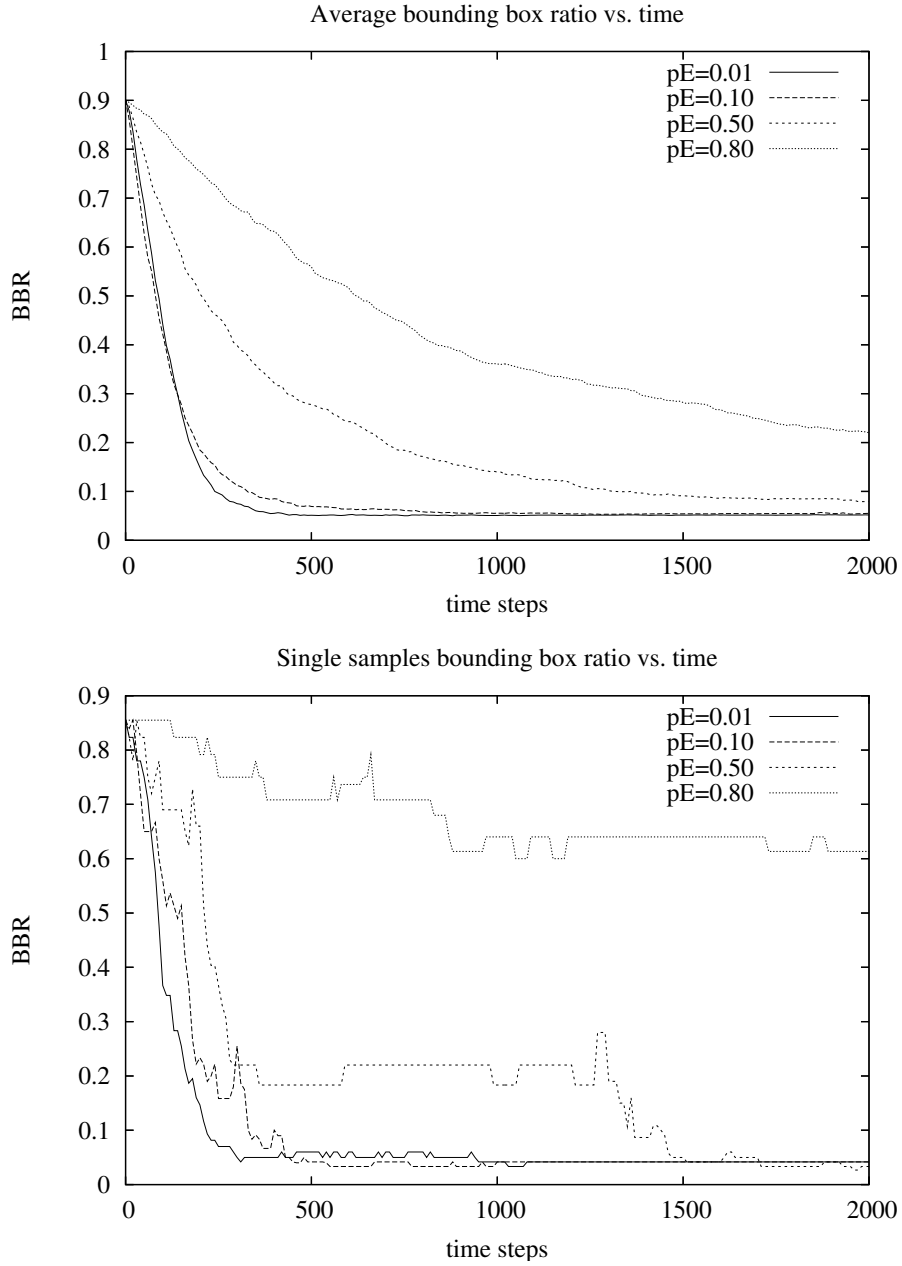 Average bounding box ratio vs. time
1
0.9
0.8
0.7
0.6
0.5
0.4
0.3
0.2
0.1
0
BBR
pE=0.01
pE=0.10
pE=0.50
pE=0.80
0 500 1000 1500 2000
time steps
Single samples bounding box ratio vs. time
0.9
0.8
0.7
0.6
0.5
0.4
0.3
0.2
0.1
0
BBR
pE=0.01
pE=0.10
pE=0.50
pE=0.80
0 500 1000 1500 2000
time steps